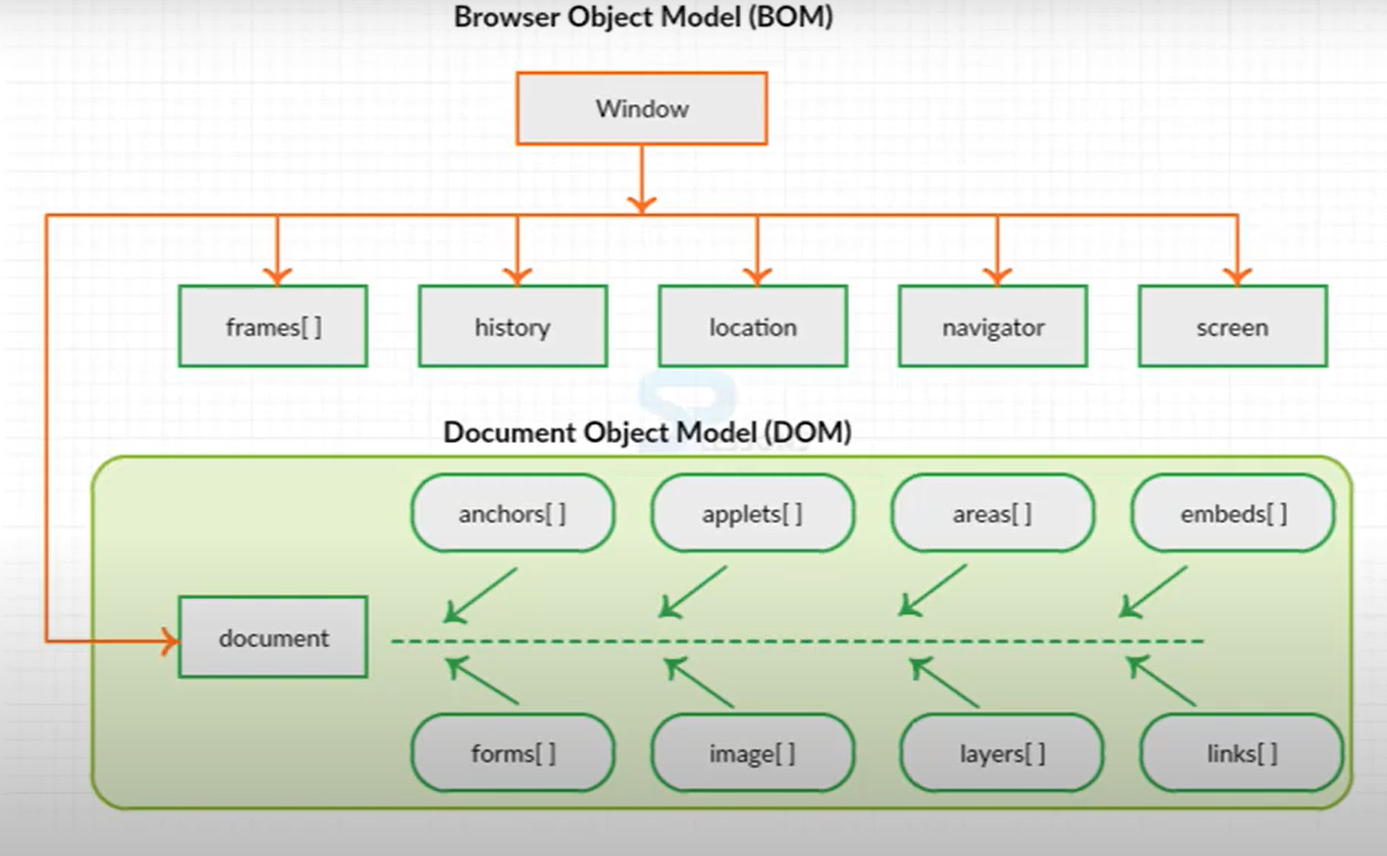 Browser Object Model (BOM)
Window
frames[ ]
history
location
navigator
screen
Document Object Model (DOM)
anchors[ ]
applets[ ]
areas[ ]
embeds[ ]
document
forms[ ]
image[ ]
layers[ ]
links[ ]